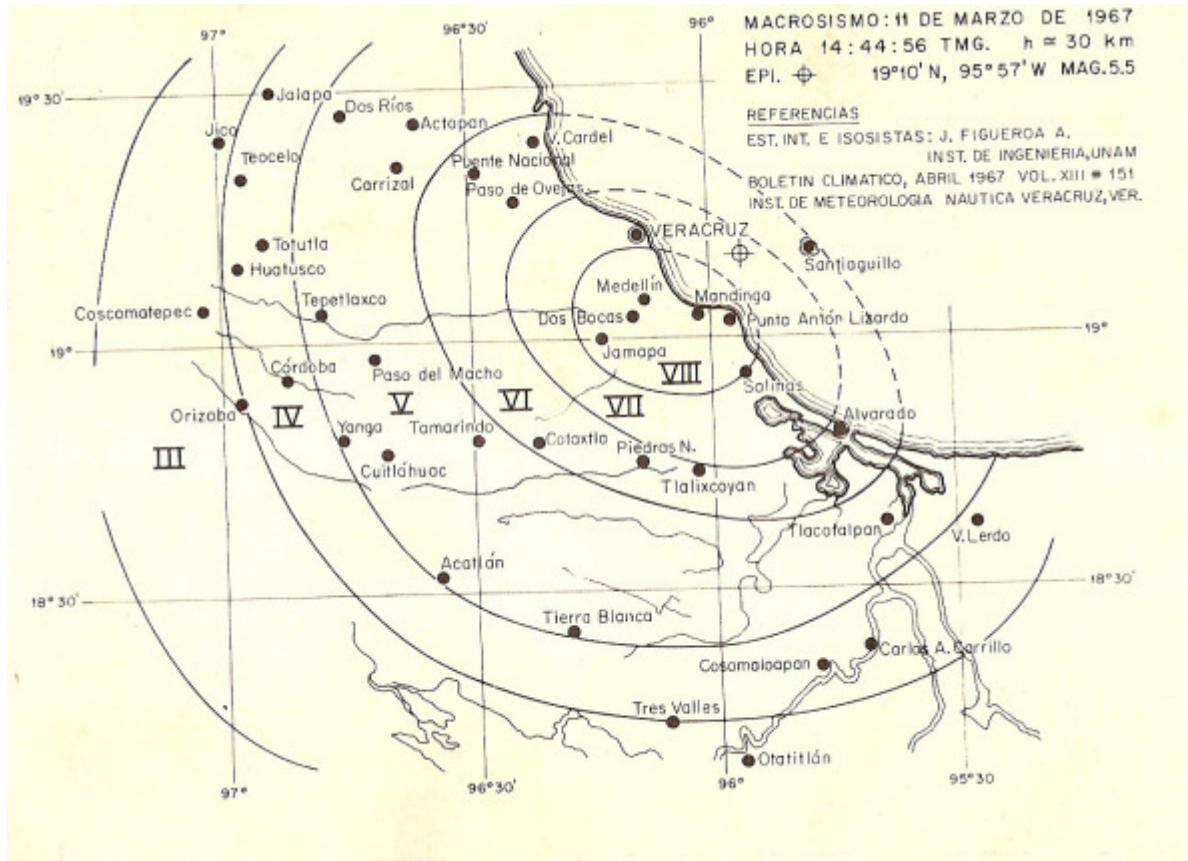 MACROSISMO: 11 DE MARZO DE 1967
HORA 14:44:56 TMG. h ≃ 30 km
EPI. 19°10' N, 95°57' W MAG.5.5
REFERENCIAS
EST. INT. E ISOSISTAS: J. FIGUEROA A.
INST. DE INGENIERIA, UNAM
BOLETIN CLIMATICO, ABRIL 1967 VOL. XIII # 151
INST. DE METEOROLOGIA NAUTICA VERACRUZ, VER.
97°
96°30'
96°
19°30'
Jalapa
Dos Ríos
Actopan
Jico
V. Cardel
Teocelo
Puente Nacional
Carrizal
Paso de Ovejas
VERACRUZ
Totutla
Santiaguillo
Huatusco
Medellín
Tepetlaxco
Mandinga
Coscomatepec
Dos Bocas
Punta Antón Lizardo
19°
19°
Jamapa
Córdoba
Paso del Macho
VIII
Salinas
Orizaba
IV
V
VI
VII
Alvarado
Yanga
Tamarindo
Cotaxtla
Piedras N.
III
Cuitláhuac
Tlalixcoyan
Tlacotalpan
V. Lerdo
Acatlán
18°30'
18°30'
Tierra Blanca
Carlos A. Carrillo
Cosamaloapan
Tres Valles
Otatitlán
97°
96°30'
96°
95°30